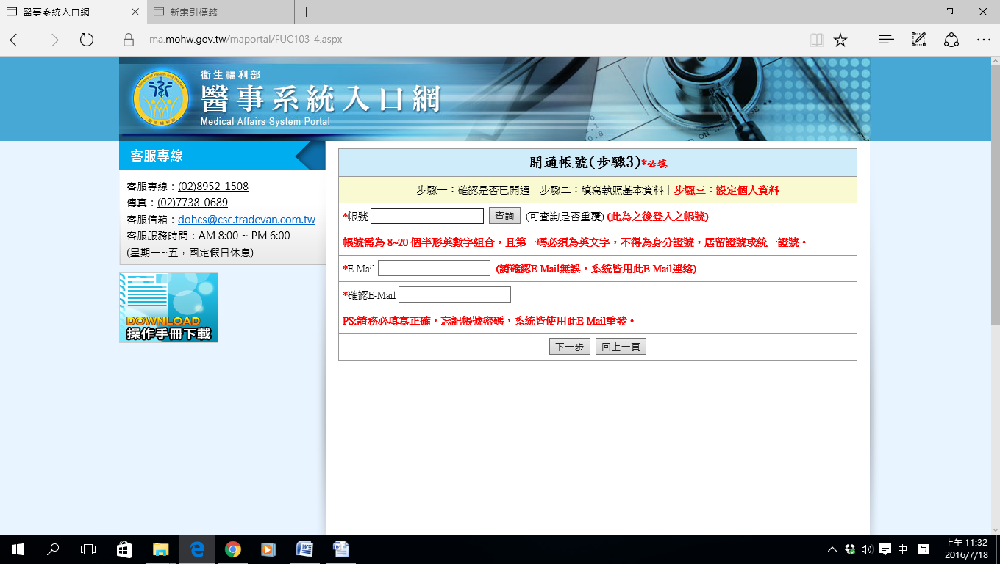 醫事系統入口網
新索引標籤
ma.mohw.gov.tw/maportal/FUC103-4.aspx
衛生福利部
醫事系統入口網
Medical Affairs System Portal
客服專線
客服專線：(02)8952-1508
傳真：(02)7738-0689
客服信箱：dohcs@csc.tradevan.com.tw
客服服務時間：AM 8:00 ~ PM 6:00
(星期一~五，國定假日休息)
DOWNLOAD
操作手冊下載
開通帳號(步驟3)*必填
步驟一：確認是否已開通｜步驟二：填寫執照基本資料｜步驟三：設定個人資料
*帳號 查詢 (可查詢是否重覆) (此為之後登入之帳號)
帳號需為 8~20 個半形英數字組合，且第一碼必須為英文字，不得為身分證號，居留證號或統一證號。
*E-Mail (請確認E-Mail無誤，系統皆用此E-Mail連絡)
*確認E-Mail
PS:請務必填寫正確，忘記帳號密碼，系統皆使用此E-Mail重發。
下一步 回上一頁
中
ㄅ
上午 11:32
2016/7/18